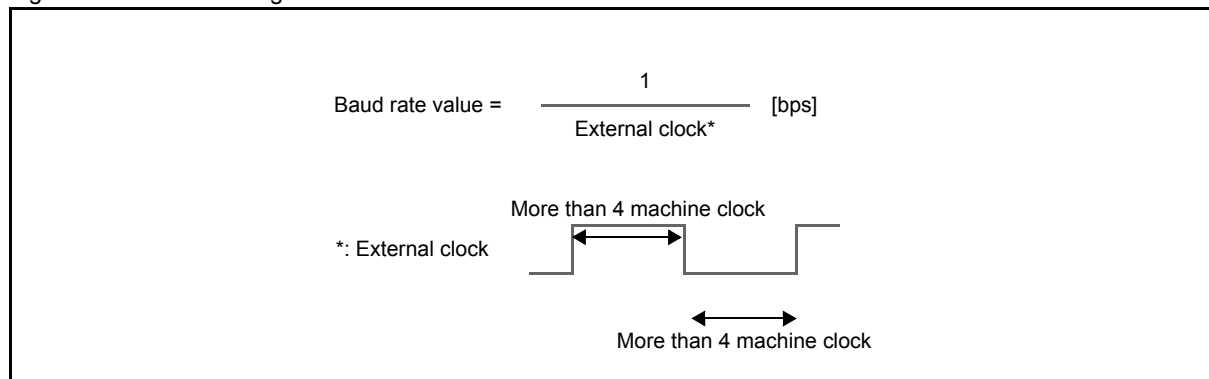 1
Baud rate value = [bps]
External clock*
More than 4 machine clock
*: External clock
More than 4 machine clock